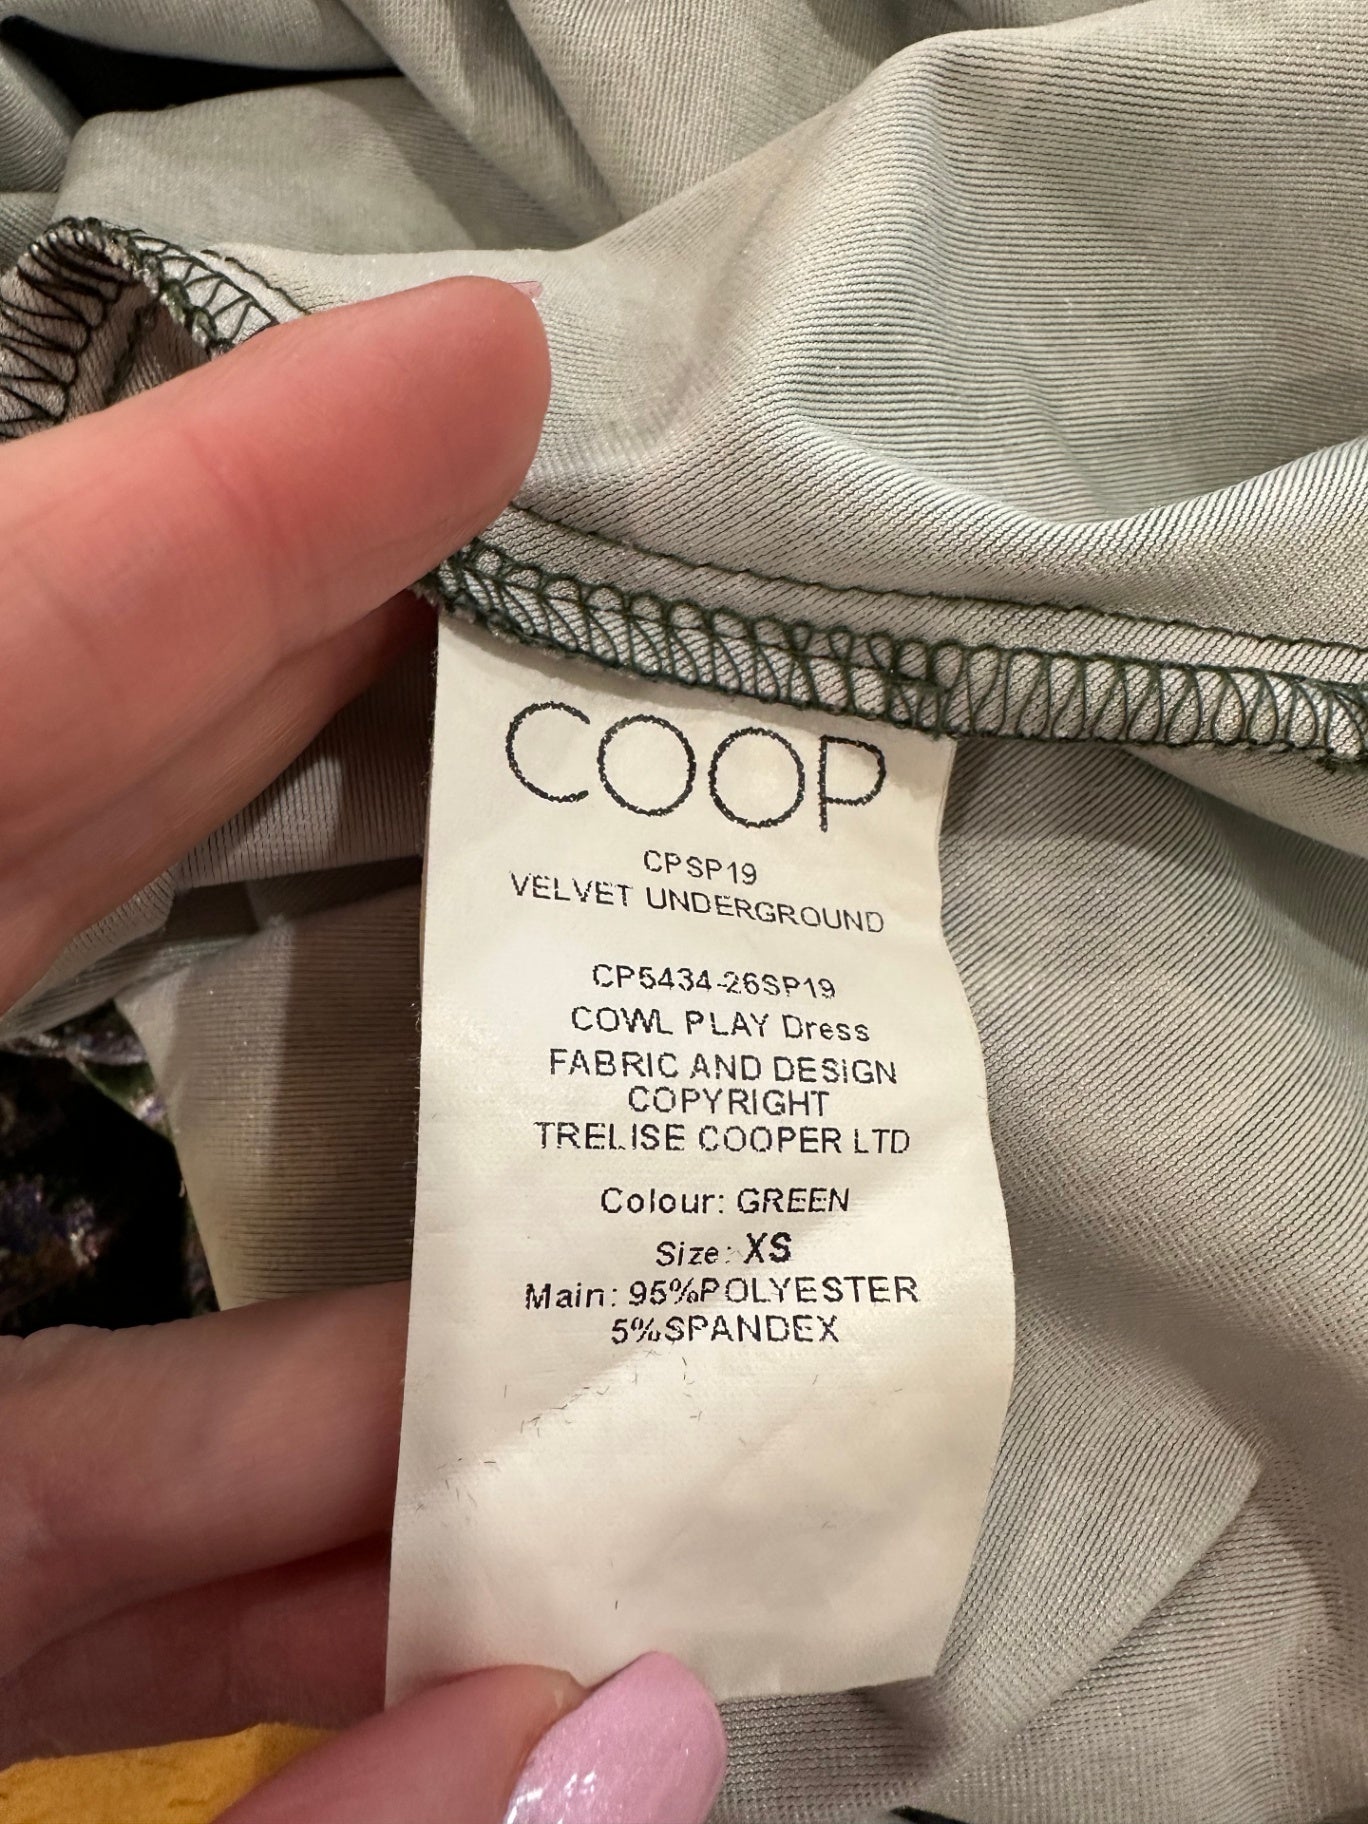 COOP
CPSP19
VELVET UNDERGROUND
CP5434-26SP19
COWL PLAY Dress
FABRIC AND DESIGN
COPYRIGHT
TRELISE COOPER LTD
Colour: GREEN
Size: XS
Main: 95%POLYESTER
5%SPANDEX